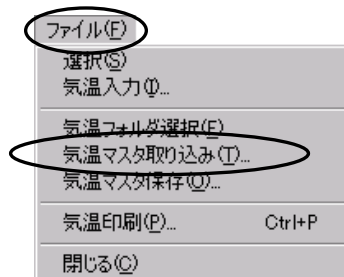 ファイル(F)
選択(S)
気温入力(I)...
気温フォルダ選択(F)
気温マスタ取り込み(T)...
気温マスタ保存(O)...
気温印刷(P)... Ctrl+P
閉じる(C)